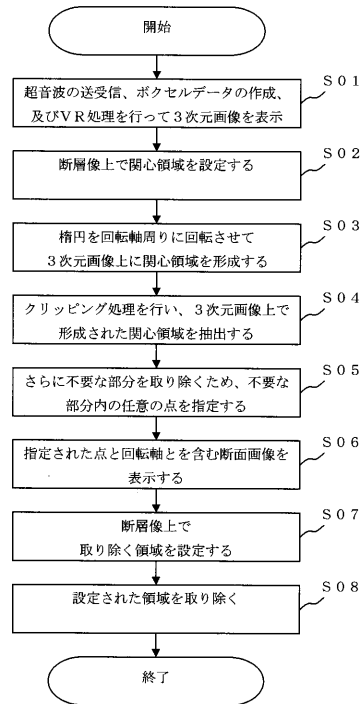 開始
S01
超音波の送受信、ボクセルデータの作成、
及びVR処理を行って3次元画像を表示
S02
断層像上で関心領域を設定する
S03
楕円を回転軸周りに回転させて
3次元画像上に関心領域を形成する
S04
クリッピング処理を行い、3次元画像上で
形成された関心領域を抽出する
S05
さらに不要な部分を取り除くため、不要な
部分内の任意の点を指定する
S06
指定された点と回転軸とを含む断面画像を
表示する
S07
断層像上で
取り除く領域を設定する
S08
設定された領域を取り除く
終了